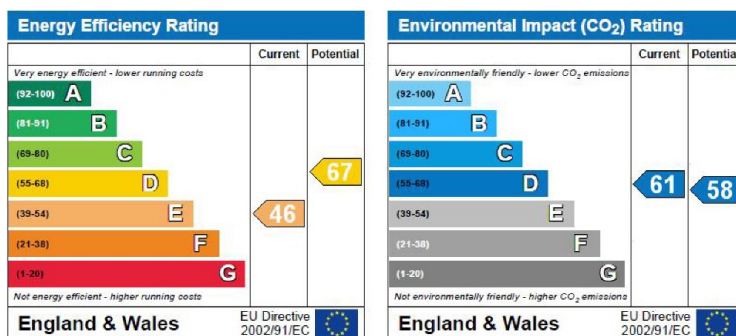 Energy Efficiency Rating
Current Potential
Very energy efficient - lower running costs
(92-100) A
(81-91) B
(69-80) C
(55-68) D
(39-54) E
(21-38) F
(1-20) G
67
46
Not energy efficient - higher running costs
England & Wales
EU Directive
2002/91/EC
Environmental Impact (CO₂) Rating
Current Potential
Very environmentally friendly - lower CO₂ emissions
(92-100) A
(81-91) B
(69-80) C
(55-68) D
(39-54) E
(21-38) F
(1-20) G
61
58
Not environmentally friendly - higher CO₂ emissions
England & Wales
EU Directive
2002/91/EC